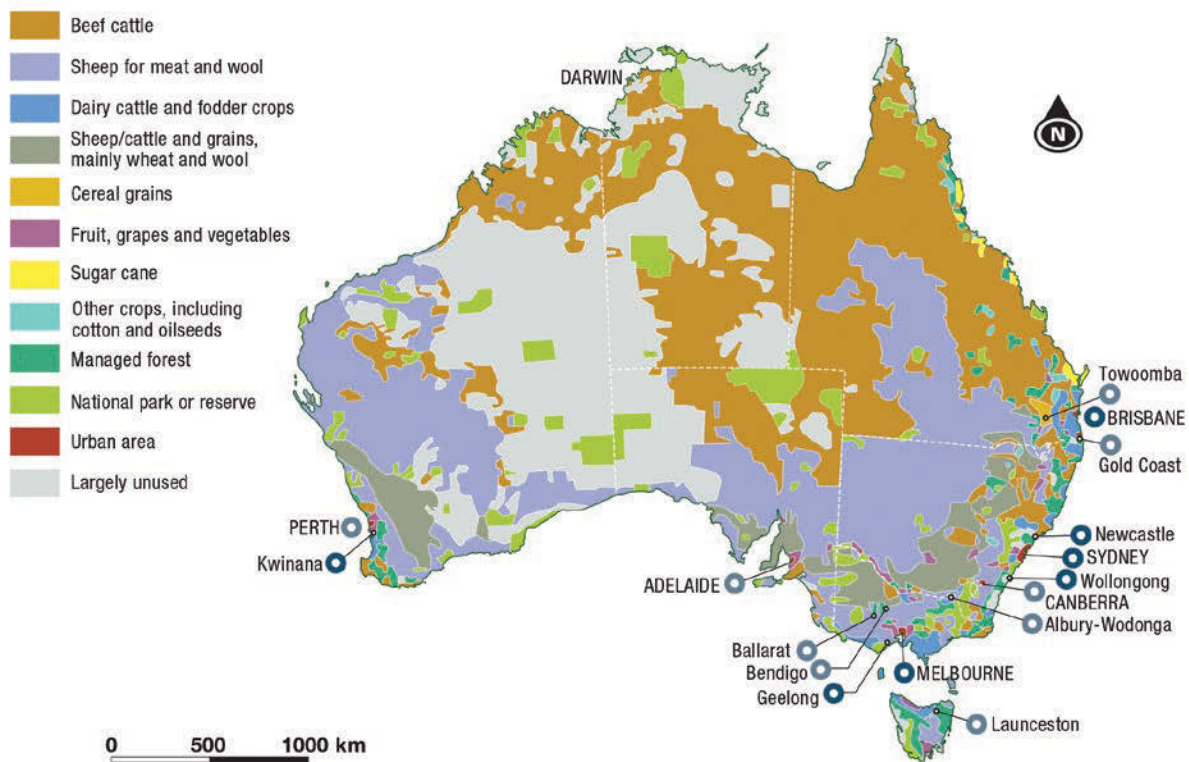 Beef cattle
Sheep for meat and wool
Dairy cattle and fodder crops
Sheep/cattle and grains,
mainly wheat and wool
Cereal grains
Fruit, grapes and vegetables
Sugar cane
Other crops, including
cotton and oilseeds
Managed forest
National park or reserve
Urban area
Largely unused
DARWIN
N
Towoomba
BRISBANE
Gold Coast
PERTH
Kwinana
Newcastle
SYDNEY
ADELAIDE
Wollongong
CANBERRA
Albury-Wodonga
Ballarat
Bendigo
MELBOURNE
Geelong
Launceston
0 500 1000 km